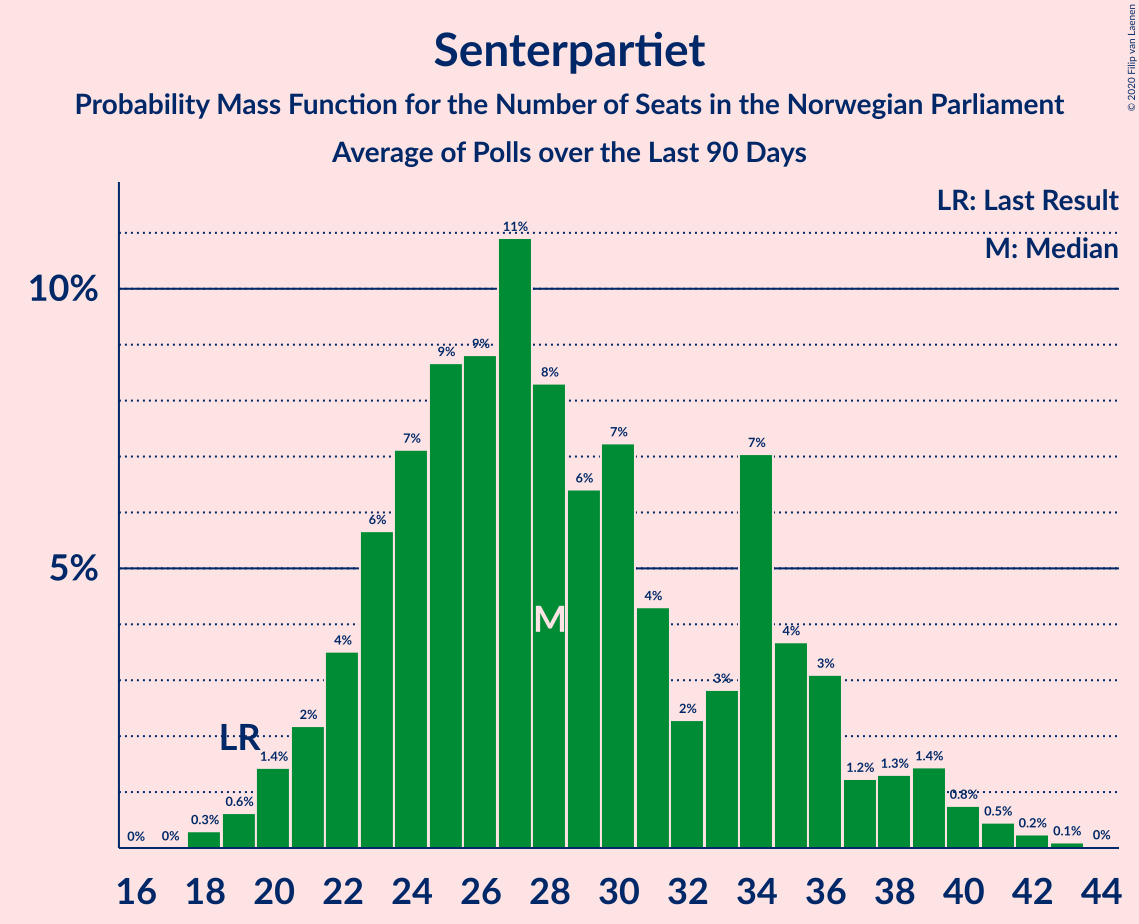 Senterpartiet
Probability Mass Function for the Number of Seats in the Norwegian Parliament
Average of Polls over the Last 90 Days
© 2020 Filip van Laenen
LR: Last Result
M: Median
10%
5%
0% 0% 0.3% 0.6% 1.4% 2% 4% 6% 7% 9% 9% 11% 8% 6% 7% 4% 2% 3% 7% 4% 3% 1.2% 1.3% 1.4% 0.8% 0.5% 0.2% 0.1% 0%
LR
M
16 18 20 22 24 26 28 30 32 34 36 38 40 42 44